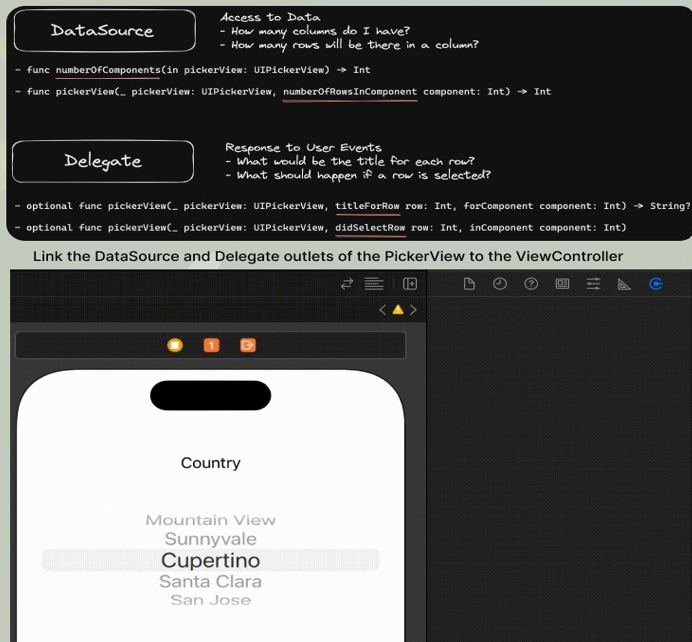 DataSource
Access to Data
- How many columns do I have?
- How many rows will be there in a column?
- func numberOfComponents(in pickerView: UIPickerView) → Int
- func pickerView(_ pickerView: UIPickerView, numberOfRowsInComponent component: Int) → Int
Delegate
Response to User Events
- What would be the title for each row?
- What should happen if a row is selected?
- optional func pickerView(_ pickerView: UIPickerView, titleForRow row: Int, forComponent component: Int) → String?
- optional func pickerView(_ pickerView: UIPickerView, didSelectRow row: Int, inComponent component: Int)
Link the DataSource and Delegate outlets of the PickerView to the ViewController
1
Country
Mountain View
Sunnyvale
Cupertino
Santa Clara
San Jose